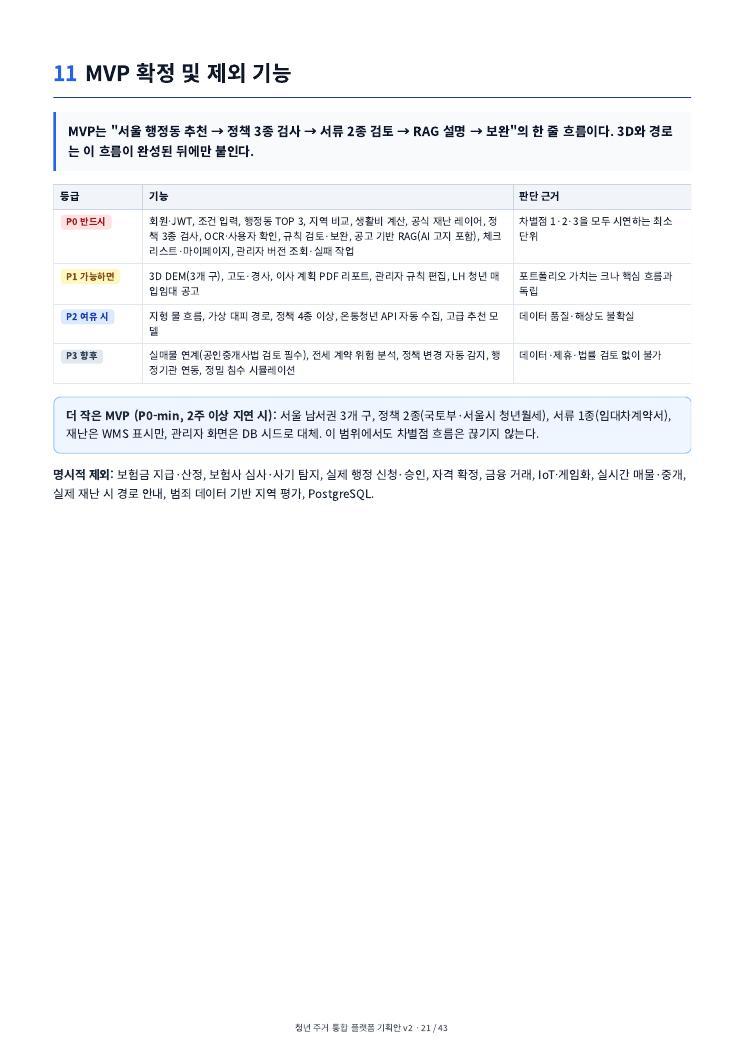 11 MVP 확정 및 제외 기능
MVP는 "서울 행정동 추천 → 정책 3종 검사 → 서류 2종 검토 → RAG 설명 → 보완"의 한 줄 흐름이다. 3D와 경로
는 이 흐름이 완성된 뒤에만 붙인다.
등급 기능 판단 근거
P0 반드시 회원·JWT, 조건 입력, 행정동 TOP 3, 지역 비교, 생활비 계산, 공식 재난 레이어, 정 차별점 1·2·3을 모두 시연하는 최소
책 3종 검사, OCR·사용자 확인, 규칙 검토·보완, 공고 기반 RAG(AI 고지 포함), 체크 단위
리스트·마이페이지, 관리자 버전 조회·실패 작업
P1 가능하면 3D DEM(3개 구), 고도·경사, 이사 계획 PDF 리포트, 관리자 규칙 편집, LH 청년 매 포트폴리오 가치는 크나 핵심 흐름과
입임대 공고 독립
P2 여유 시 지형 물 흐름, 가상 대피 경로, 정책 4종 이상, 온통청년 API 자동 수집, 고급 추천 모 데이터 품질·해상도 불확실
델
P3 향후 실매물 연계(공인중개사법 검토 필수), 전세 계약 위험 분석, 정책 변경 자동 감지, 행 데이터·제휴·법률 검토 없이 불가
정기관 연동, 정밀 침수 시뮬레이션
더 작은 MVP (P0-min, 2주 이상 지연 시): 서울 남서권 3개 구, 정책 2종(국토부·서울시 청년월세), 서류 1종(임대차계약서),
재난은 WMS 표시만, 관리자 화면은 DB 시드로 대체. 이 범위에서도 차별점 흐름은 끊기지 않는다.
명시적 제외: 보험금 지급·산정, 보험사 심사·사기 탐지, 실제 행정 신청·승인, 자격 확정, 금융 거래, IoT·게임화, 실시간 매물·중개,
실제 재난 시 경로 안내, 범죄 데이터 기반 지역 평가, PostgreSQL.
청년 주거 통합 플랫폼 기획안 v2 · 21 / 43